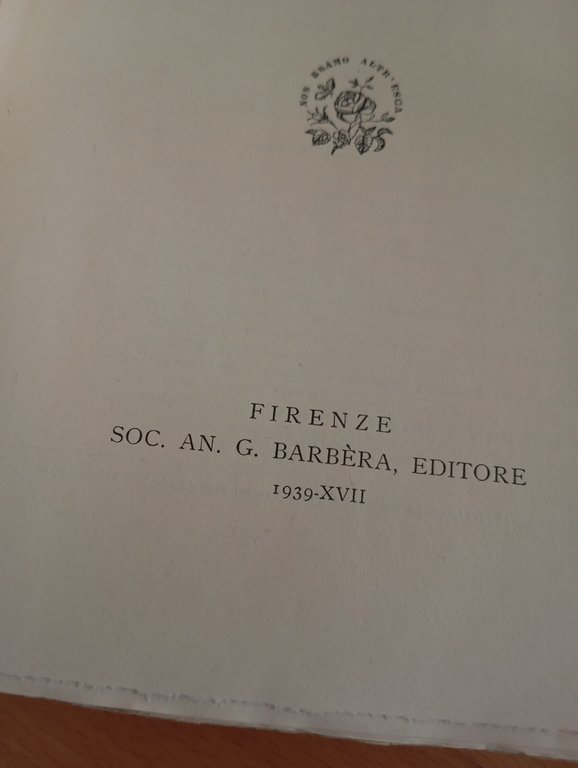 NON BRAMO ALTR'ESCA
FIRENZE
SOC. AN. G. BARBÈRA, EDITORE
1939-XVII